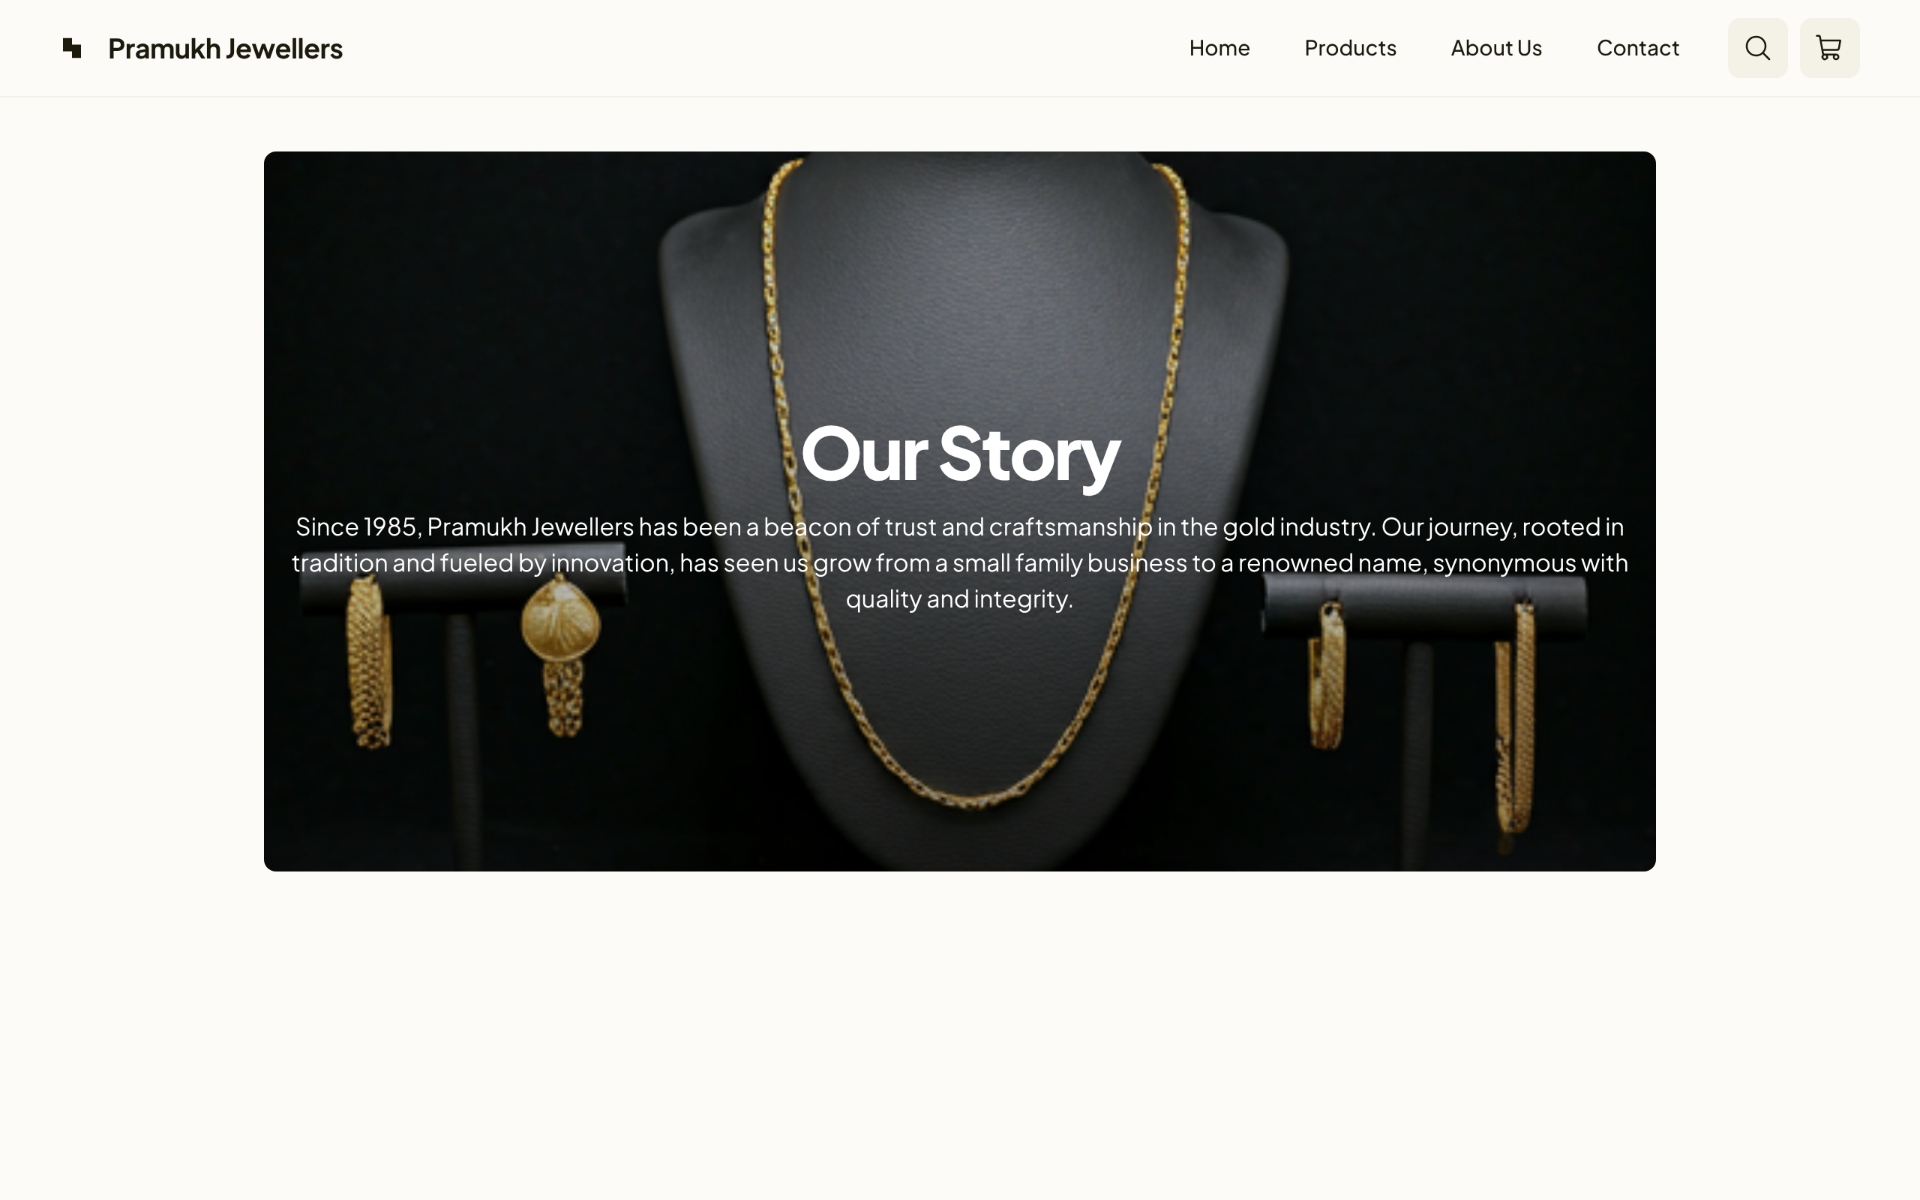 Pramukh Jewellers
Home
Products
About Us
Contact
Our Story
Since 1985, Pramukh Jewellers has been a beacon of trust and craftsmanship in the gold industry. Our journey, rooted in
tradition and fueled by innovation, has seen us grow from a small family business to a renowned name, synonymous with
quality and integrity.